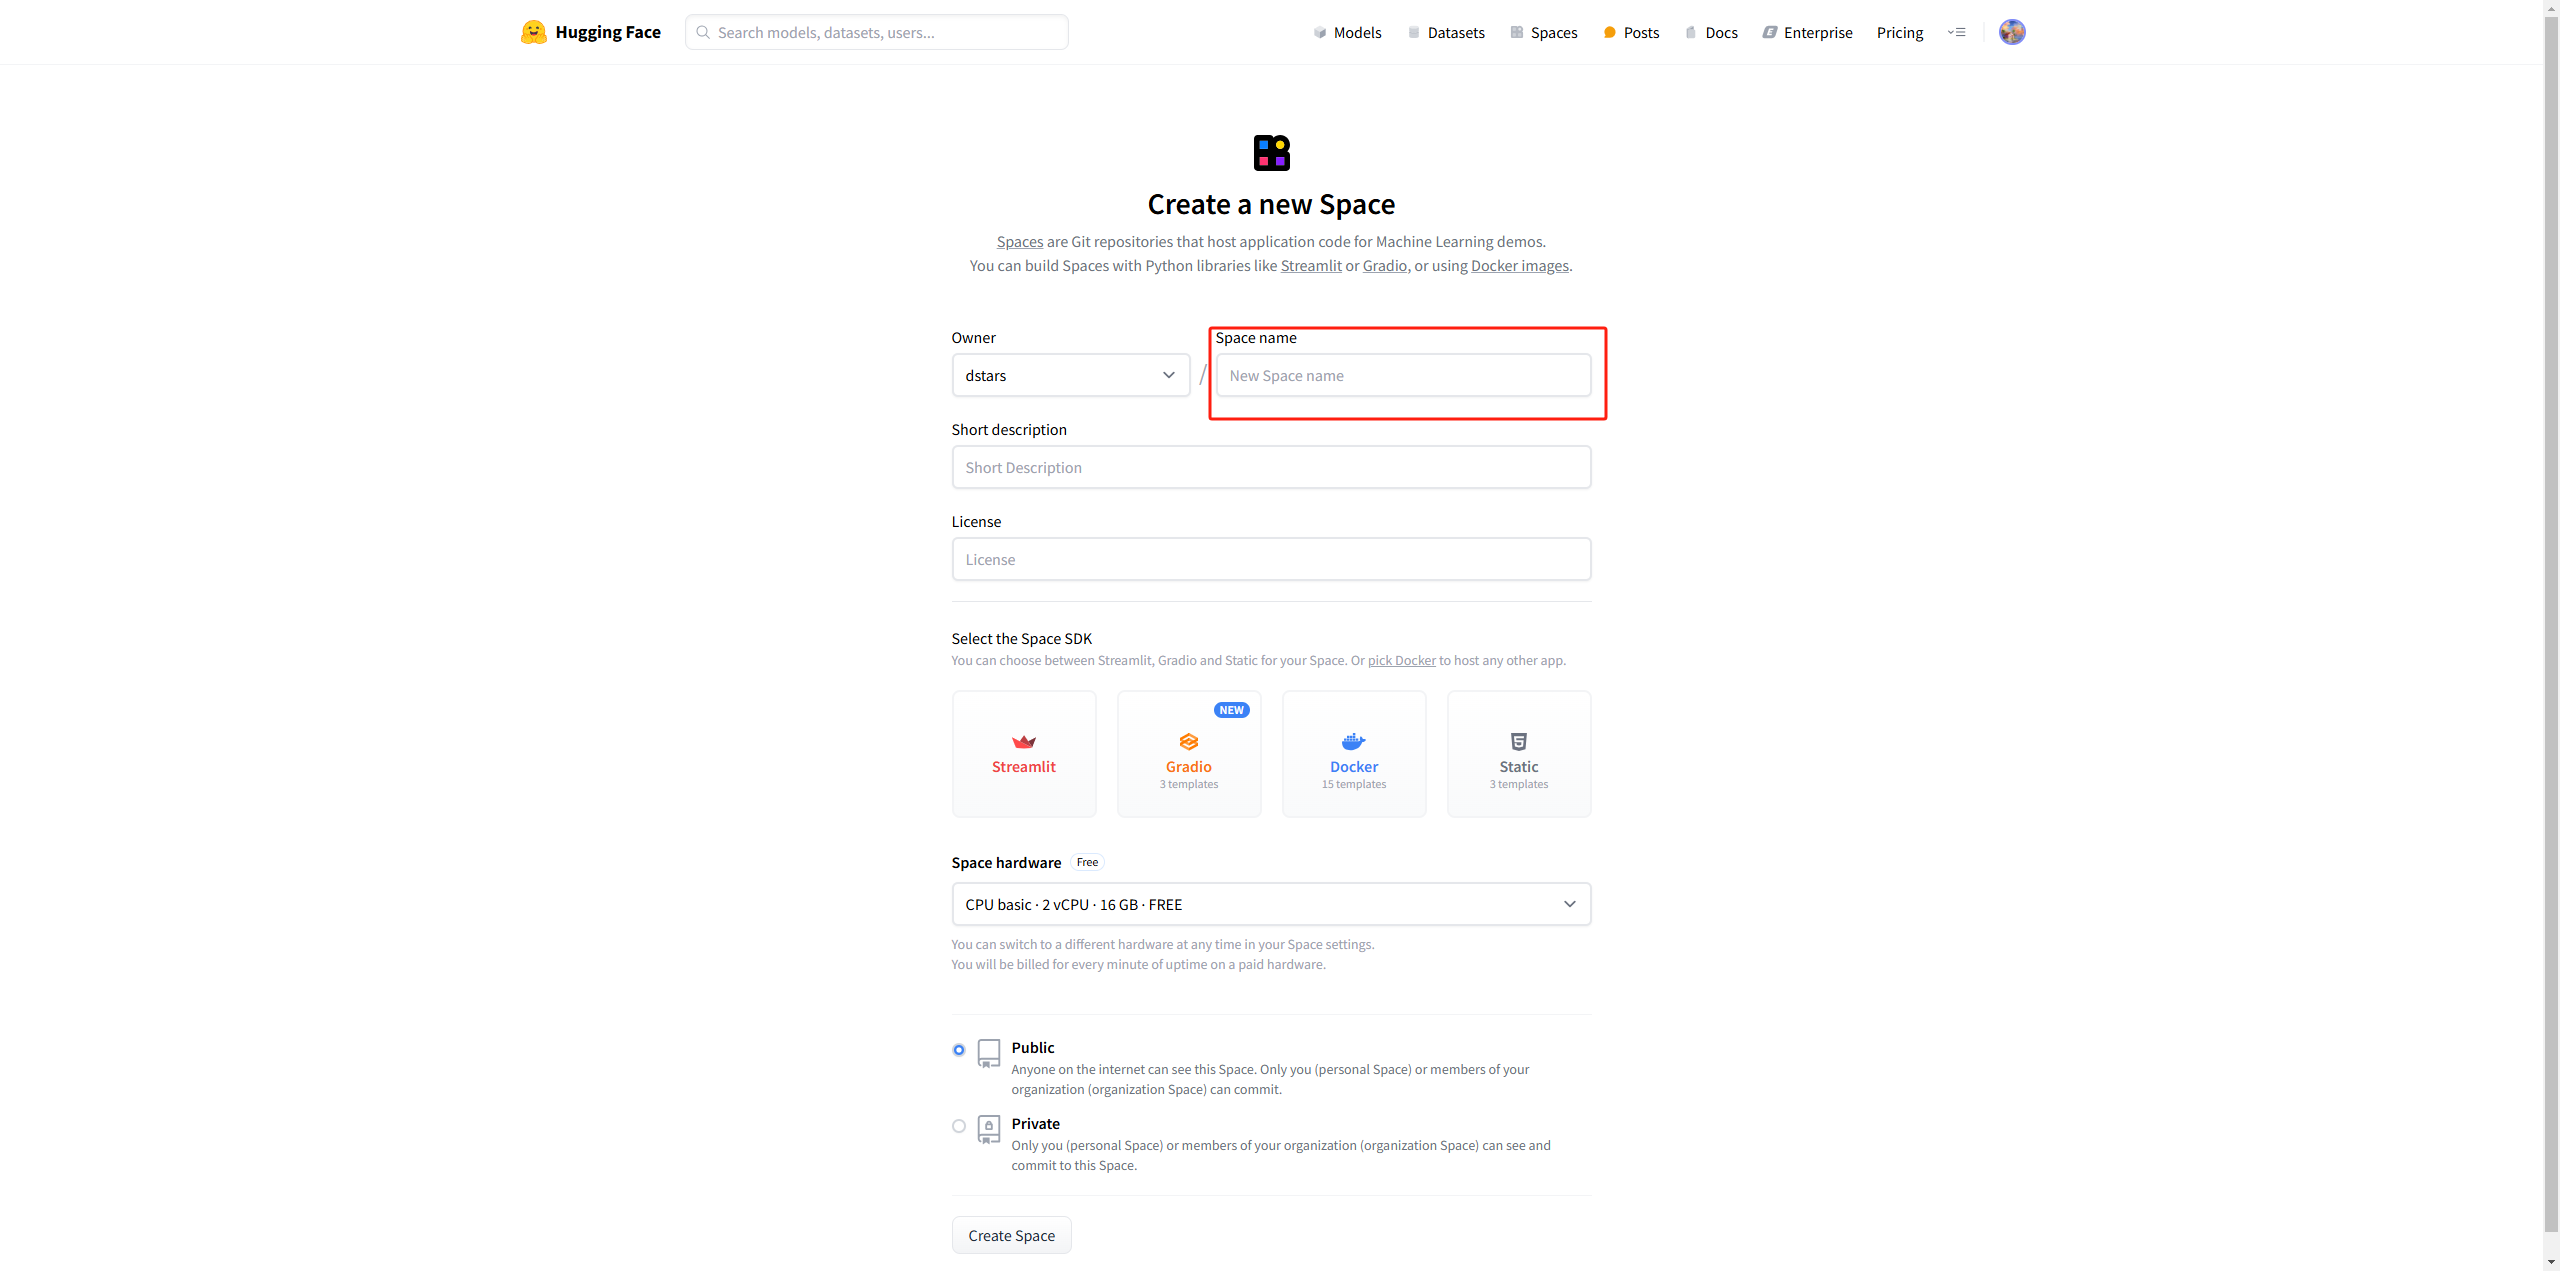 Hugging Face
Search models, datasets, users...
Models
Datasets
Spaces
Posts
Docs
Enterprise
Pricing
Create a new Space
Spaces are Git repositories that host application code for Machine Learning demos.
You can build Spaces with Python libraries like Streamlit or Gradio, or using Docker images.
Owner
Space name
dstars
/
New Space name
Short description
Short Description
License
License
Select the Space SDK
You can choose between Streamlit, Gradio and Static for your Space. Or pick Docker to host any other app.
Streamlit
NEW
Gradio
3 templates
Docker
15 templates
Static
3 templates
Space hardware Free
CPU basic · 2 vCPU · 16 GB · FREE
You can switch to a different hardware at any time in your Space settings.
You will be billed for every minute of uptime on a paid hardware.
Public
Anyone on the internet can see this Space. Only you (personal Space) or members of your
organization (organization Space) can commit.
Private
Only you (personal Space) or members of your organization (organization Space) can see and
commit to this Space.
Create Space